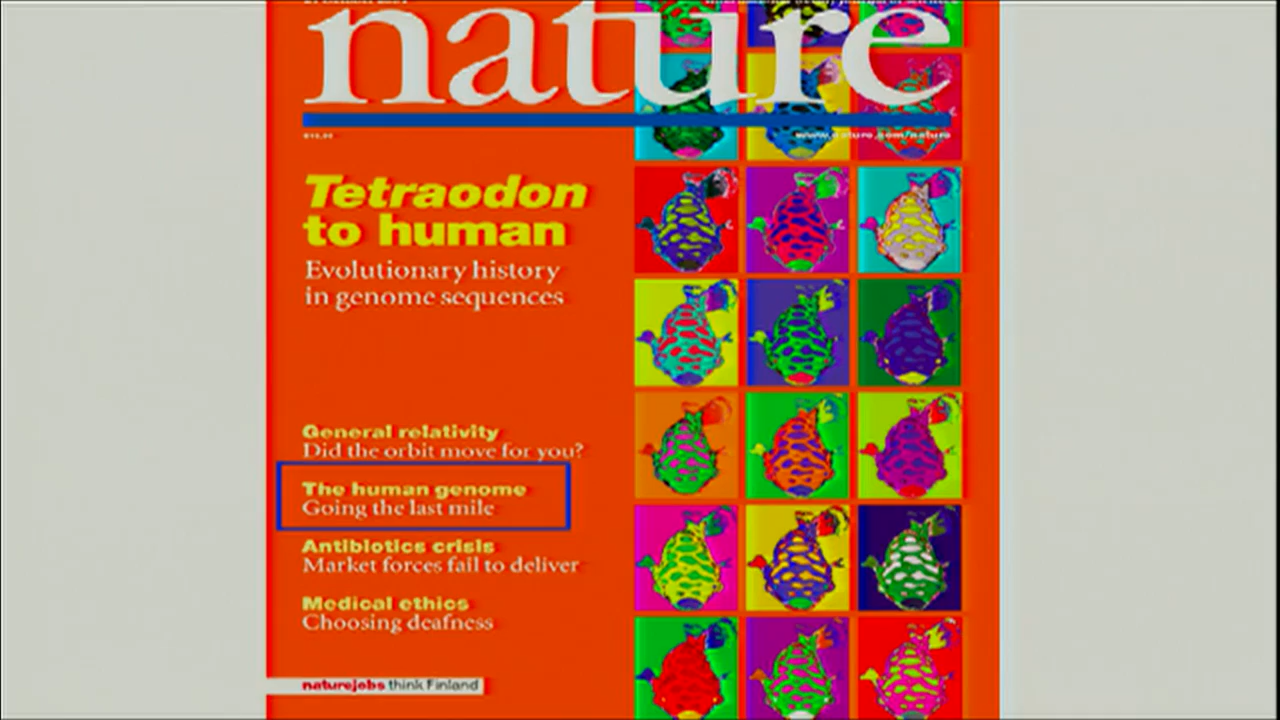 nature
www.nature.com/nature
Tetraodon
to human
Evolutionary history
in genome sequences
General relativity
Did the orbit move for you?
The human genome
Going the last mile
Antibiotics crisis
Market forces fail to deliver
Medical ethics
Choosing deafness
naturejobs think Finland